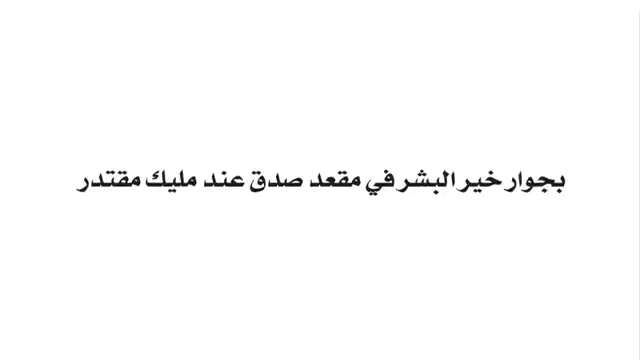 بجوار خير البشر في مقعد صدق عند مليك مقتدر